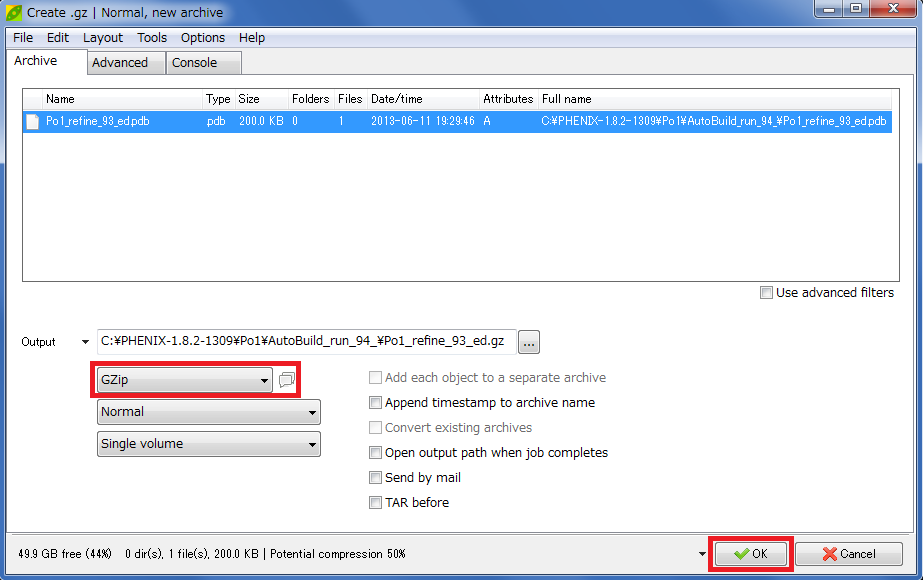 Create .gz | Normal, new archive
File Edit Layout Tools Options Help
Archive Advanced Console
Name Type Size Folders Files Date/time Attributes Full name
Po1_refine_93_ed.pdb .pdb 200.0 KB 0 1 2013-06-11 19:29:46 A C:¥PHENIX-1.8.2-1309¥Po1¥AutoBuild_run_94_¥Po1_refine_93_ed.pdb
Use advanced filters
Output C:¥PHENIX-1.8.2-1309¥Po1¥AutoBuild_run_94_¥Po1_refine_93_ed.gz ...
GZip Add each object to a separate archive
Normal Append timestamp to archive name
Convert existing archives
Single volume Open output path when job completes
Send by mail
TAR before
49.9 GB free (44%) 0 dir(s), 1 file(s), 200.0 KB | Potential compression 50% OK Cancel